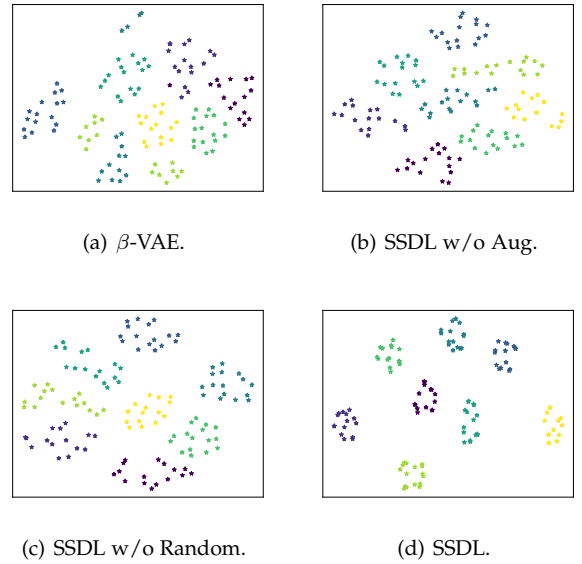 (a) β-VAE.
(b) SSDL w/o Aug.
(c) SSDL w/o Random.
(d) SSDL.